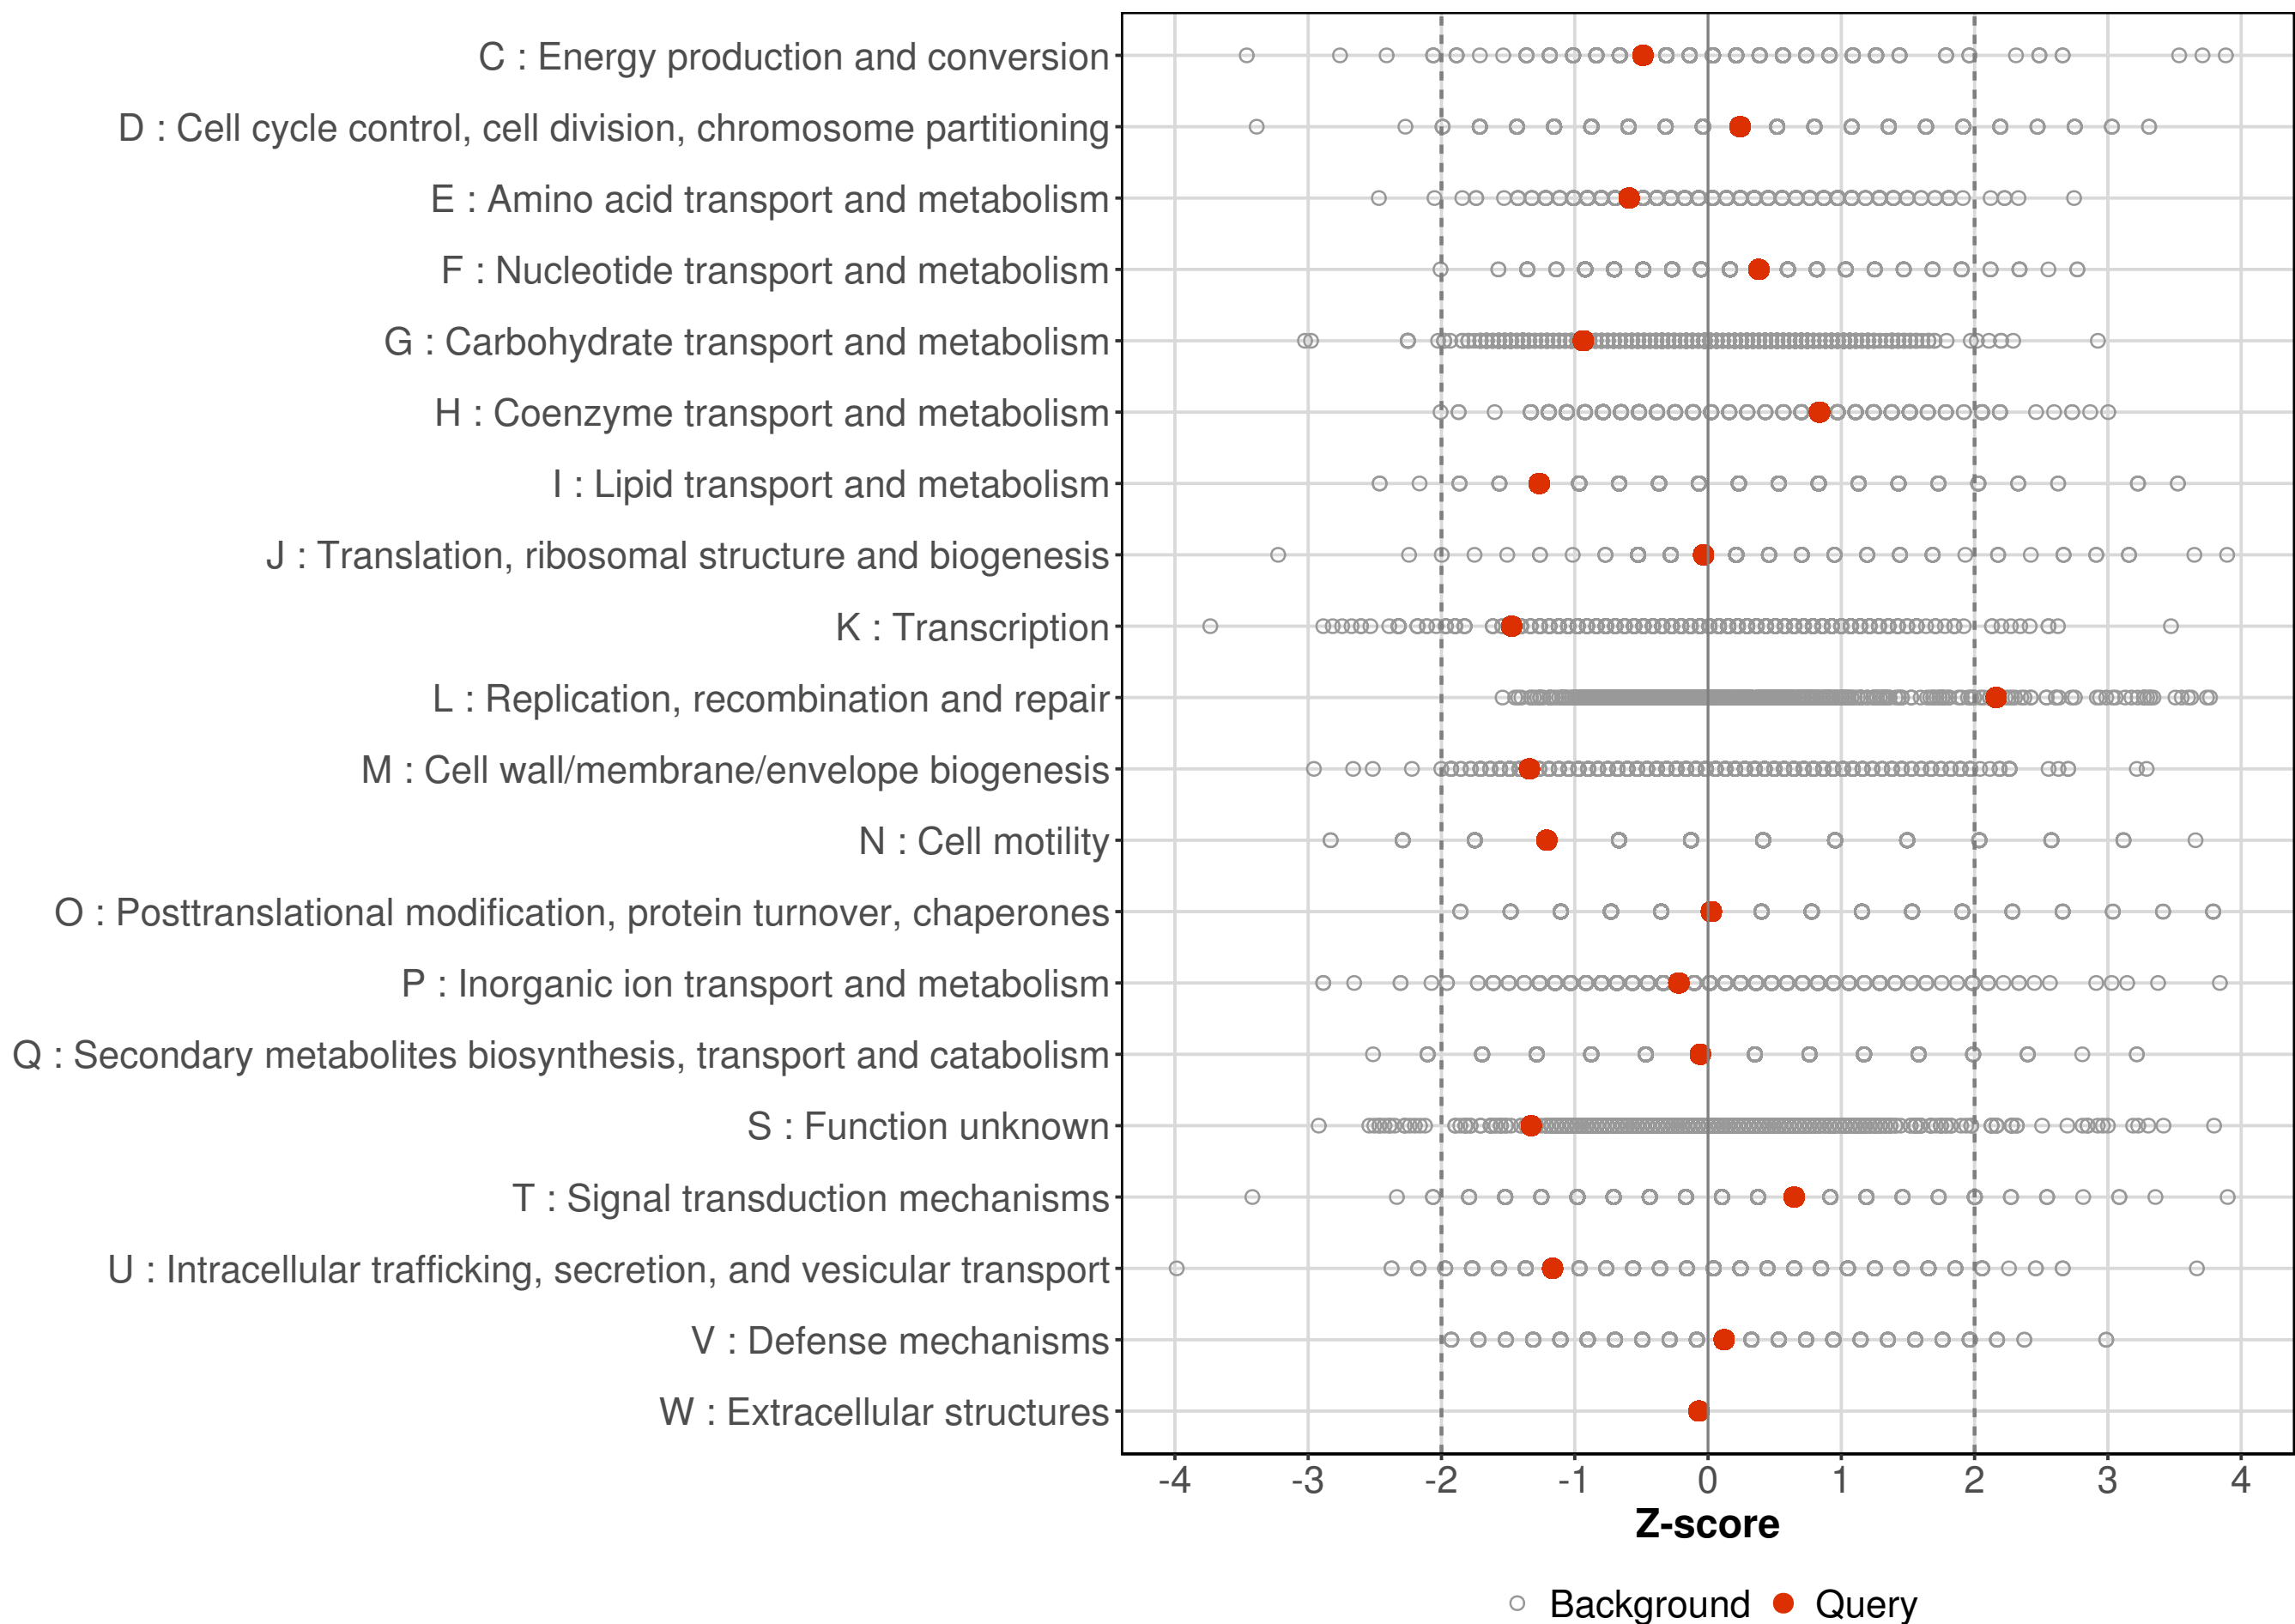 C : Energy production and conversion
D : Cell cycle control, cell division, chromosome partitioning
E : Amino acid transport and metabolism
F : Nucleotide transport and metabolism
G : Carbohydrate transport and metabolism
H : Coenzyme transport and metabolism
I : Lipid transport and metabolism
J : Translation, ribosomal structure and biogenesis
K : Transcription
L : Replication, recombination and repair
M : Cell wall/membrane/envelope biogenesis
N : Cell motility
O : Posttranslational modification, protein turnover, chaperones
P : Inorganic ion transport and metabolism
Q : Secondary metabolites biosynthesis, transport and catabolism
S : Function unknown
T : Signal transduction mechanisms
U : Intracellular trafficking, secretion, and vesicular transport
V : Defense mechanisms
W : Extracellular structures
-4 -3 -2 -1 0 1 2 3 4
Z-score
Background Query